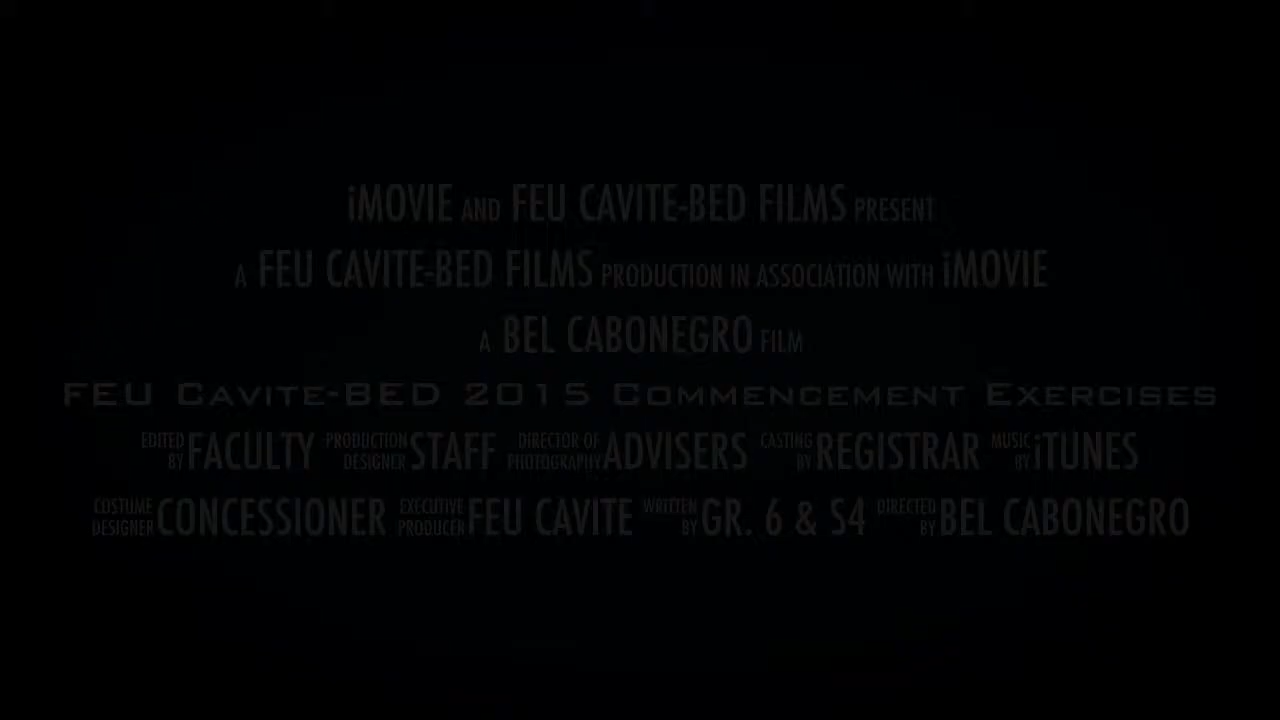 iMOVIE AND FEU CAVITE-BED FILMS PRESENT
A FEU CAVITE-BED FILMS PRODUCTION IN ASSOCIATION WITH iMOVIE
A BEL CABONEGRO FILM
FEU CAVITE-BED 2015 COMMENCEMENT EXERCISES
EDITED BY FACULTY PRODUCTION DESIGNER STAFF DIRECTOR OF PHOTOGRAPHY ADVISERS CASTING BY REGISTRAR MUSIC BY iTUNES
COSTUME DESIGNER CONCESSIONER EXECUTIVE PRODUCER FEU CAVITE WRITTEN BY GR. 6 & S4 DIRECTED BY BEL CABONEGRO